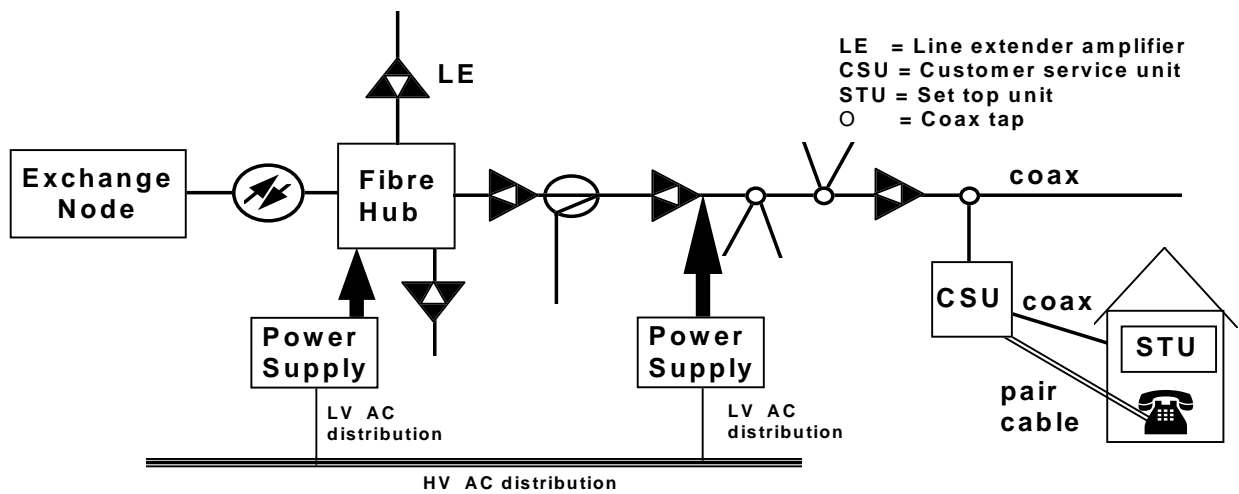 LE = Line extender amplifier
CSU = Customer service unit
STU = Set top unit
O = Coax tap
LE
Exchange
Node
Fibre
Hub
coax
CSU
coax
STU
pair
cable
Power
Supply
Power
Supply
LV AC
distribution
LV AC
distribution
HV AC distribution